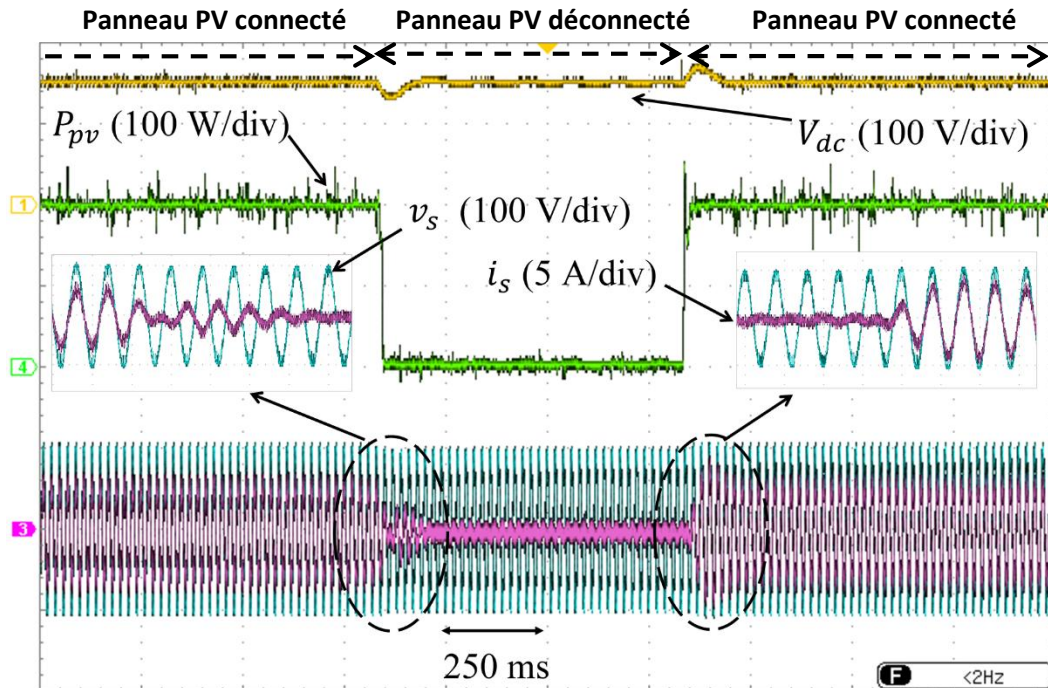 Panneau PV connecté
Panneau PV déconnecté
Panneau PV connecté
P_pv (100 W/div)
V_dc (100 V/div)
1
v_s (100 V/div)
i_s (5 A/div)
4
3
250 ms
F <2Hz